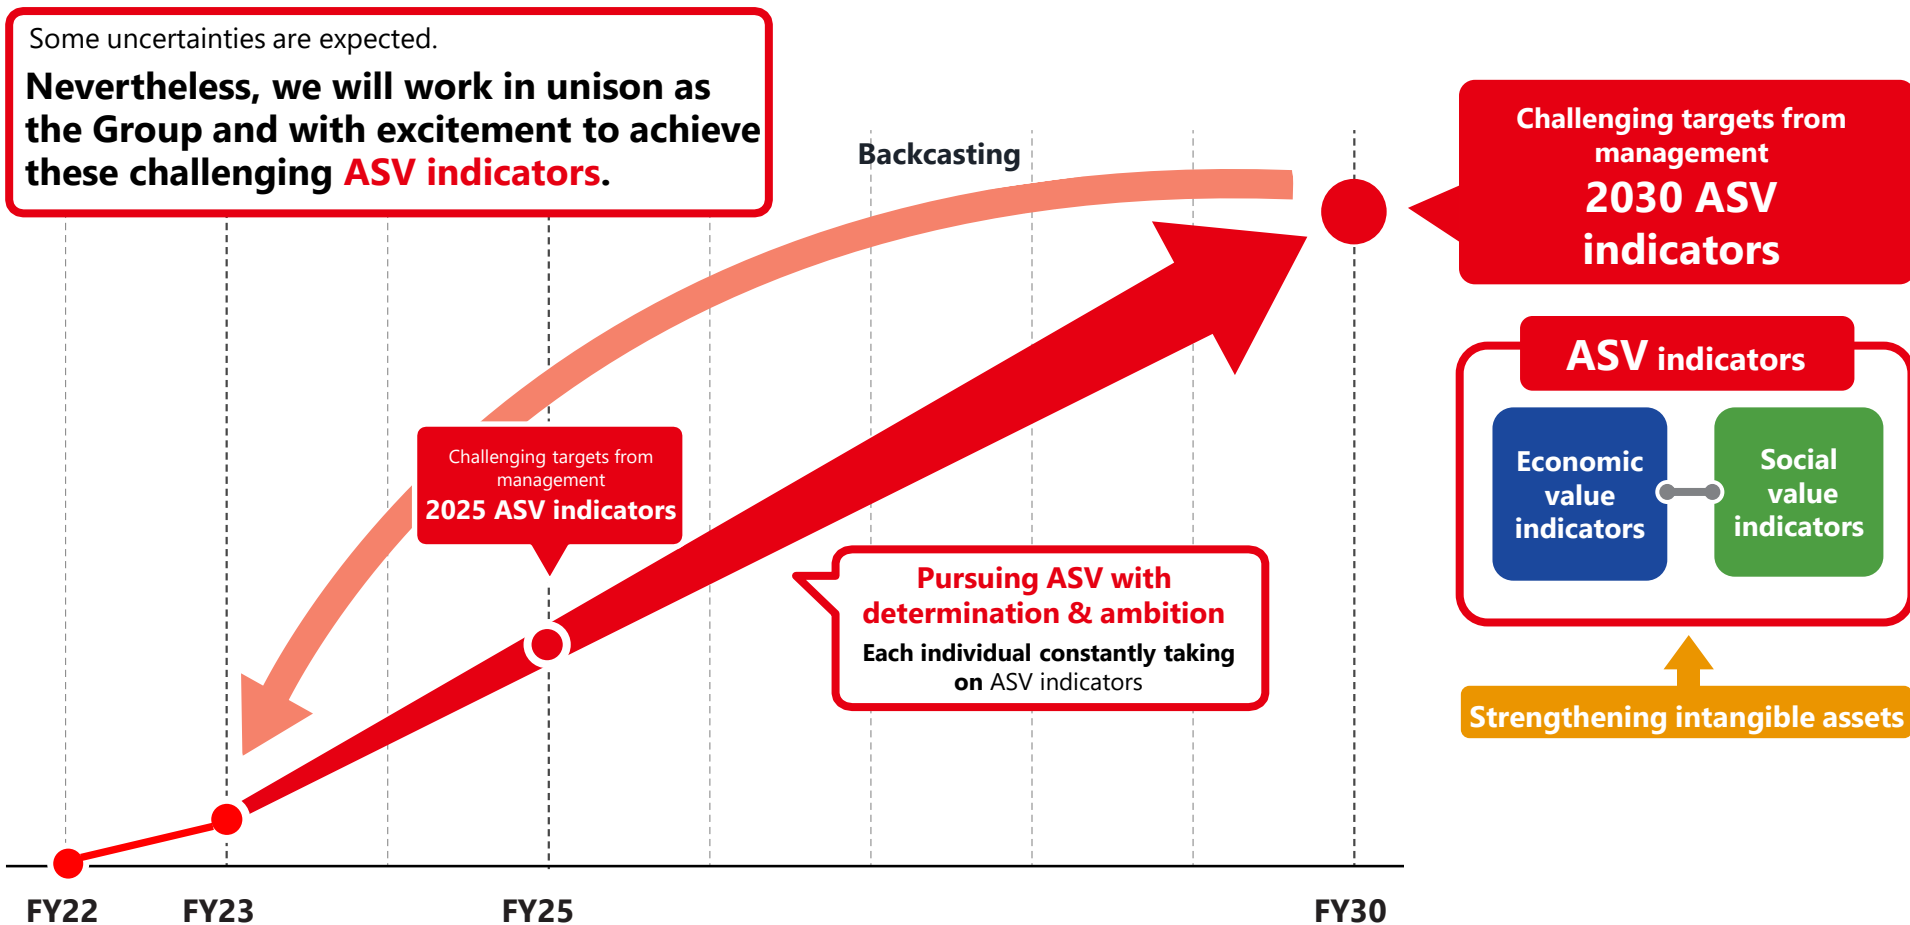 Some uncertainties are expected.
Nevertheless, we will work in unison as
the Group and with excitement to achieve
these challenging ASV indicators.
Backcasting
Challenging targets from
management
2030 ASV
indicators
ASV indicators
Economic
value
indicators
Social
value
indicators
Strengthening intangible assets
Challenging targets from
management
2025 ASV indicators
Pursuing ASV with
determination & ambition
Each individual constantly taking
on ASV indicators
FY22
FY23
FY25
FY30